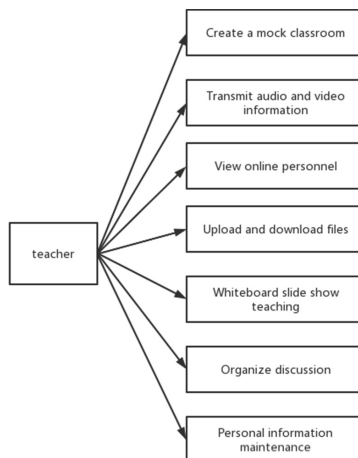 Create a mock classroom
Transmit audio and video
information
View online personnel
teacher
Upload and download files
Whiteboard slide show
teaching
Organize discussion
Personal information
maintenance